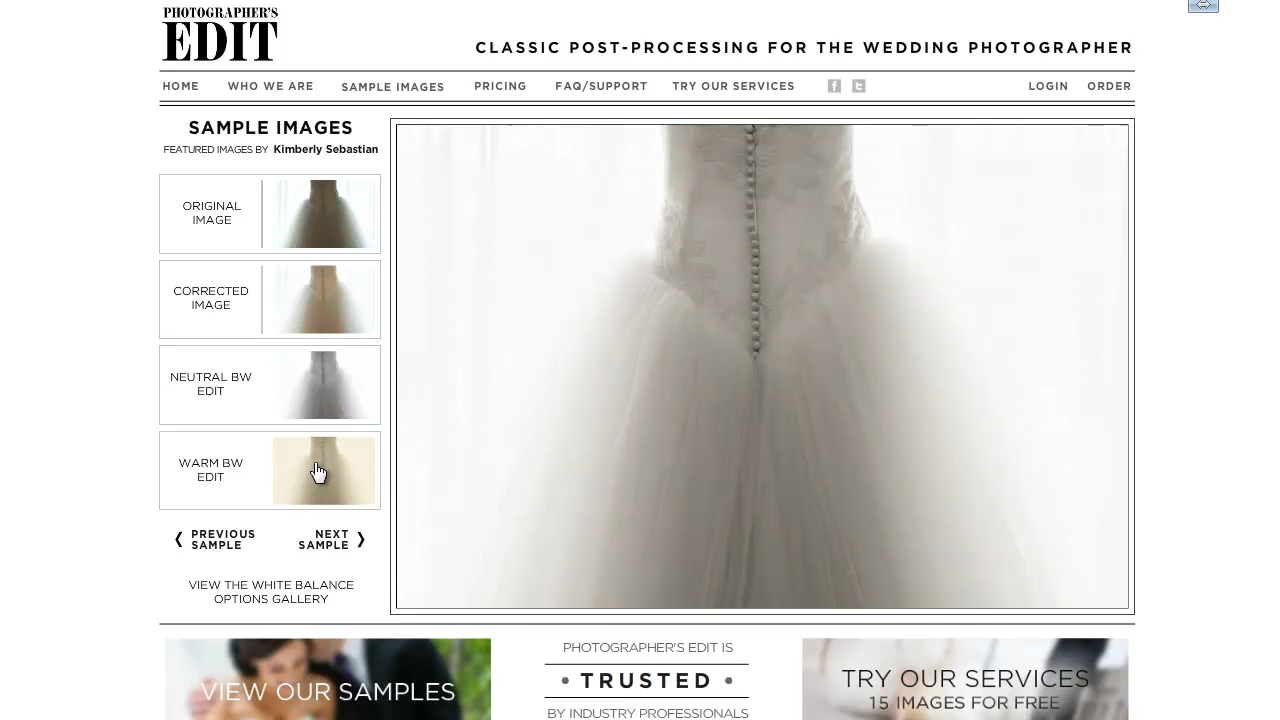 PHOTOGRAPHER'S
EDIT
CLASSIC POST-PROCESSING FOR THE WEDDING PHOTOGRAPHER
HOME WHO WE ARE SAMPLE IMAGES PRICING FAQ/SUPPORT TRY OUR SERVICES f t LOGIN ORDER
SAMPLE IMAGES
FEATURED IMAGES BY Kimberly Sebastian
ORIGINAL
IMAGE
CORRECTED
IMAGE
NEUTRAL BW
EDIT
WARM BW
EDIT
PREVIOUS
SAMPLE
NEXT
SAMPLE
VIEW THE WHITE BALANCE
OPTIONS GALLERY
VIEW OUR SAMPLES
PHOTOGRAPHER'S EDIT IS
• TRUSTED •
BY INDUSTRY PROFESSIONALS
TRY OUR SERVICES
15 IMAGES FOR FREE